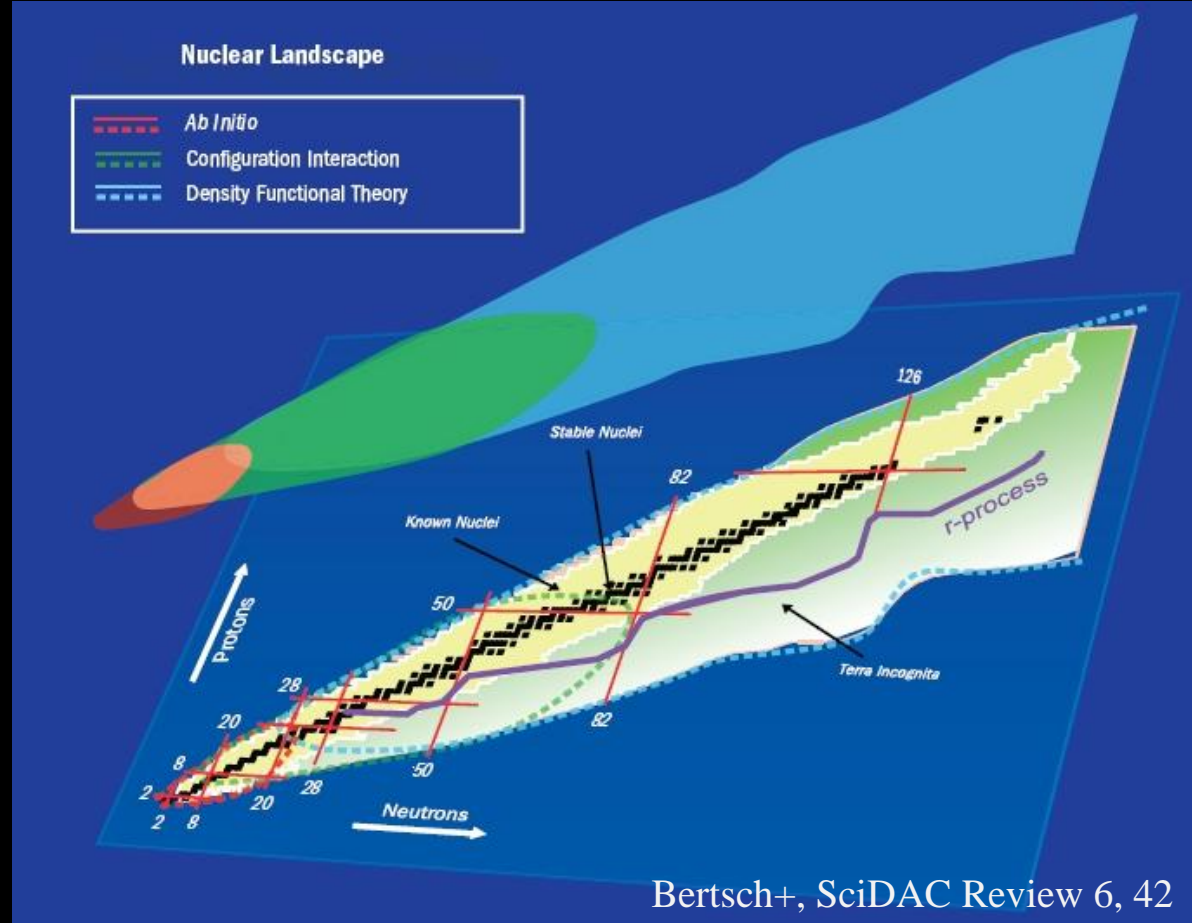 Nuclear Landscape
Ab Initio
Configuration Interaction
Density Functional Theory
126
Stable Nuclei
82
Known Nuclei
r-process
50
Protons
Terra Incognita
28
82
20
8
50
28
20
2
Neutrons
2 8
Bertsch+, SciDAC Review 6, 42